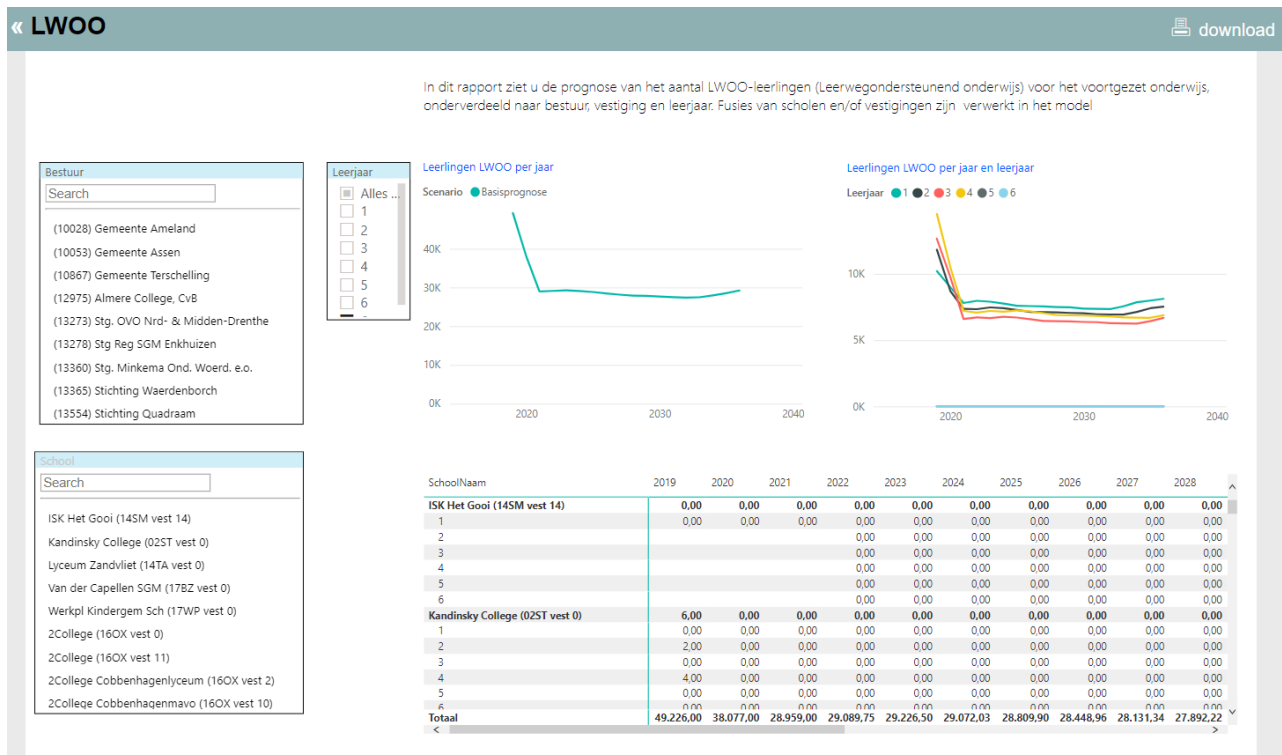 « LWOO
download
In dit rapport ziet u de prognose van het aantal LWOO-leerlingen (Leerwegondersteunend onderwijs) voor het voortgezet onderwijs,
onderverdeeld naar bestuur, vestiging en leerjaar. Fusies van scholen en/of vestigingen zijn verwerkt in het model
Bestuur
Search
(10028) Gemeente Ameland
(10053) Gemeente Assen
(10867) Gemeente Terschelling
(12975) Almere College, CvB
(13273) Stg. OVO Nrd- & Midden-Drenthe
(13278) Stg Reg SGM Enkhuizen
(13360) Stg. Minkema Ond. Woerd. e.o.
(13365) Stichting Waerdenborch
(13554) Stichting Quadraam
Leerjaar
Alles ...
1
2
3
4
5
6
Leerlingen LWOO per jaar
Scenario Basisprognose
40K
30K
20K
10K
0K
2020 2030 2040
Leerlingen LWOO per jaar en leerjaar
Leerjaar 1 2 3 4 5 6
10K
5K
0K
2020 2030 2040
School
Search
ISK Het Gooi (14SM vest 14)
Kandinsky College (02ST vest 0)
Lyceum Zandvliet (14TA vest 0)
Van der Capellen SGM (17BZ vest 0)
Werkpl Kindergem Sch (17WP vest 0)
2College (16OX vest 0)
2College (16OX vest 11)
2College Cobbenhagenlyceum (16OX vest 2)
2College Cobbenhagenmavo (16OX vest 10)
SchoolNaam 2019 2020 2021 2022 2023 2024 2025 2026 2027 2028
ISK Het Gooi (14SM vest 14) 0,00 0,00 0,00 0,00 0,00 0,00 0,00 0,00 0,00 0,00
1 0,00 0,00 0,00 0,00 0,00 0,00 0,00 0,00 0,00 0,00
2 0,00 0,00 0,00 0,00 0,00 0,00 0,00
3 0,00 0,00 0,00 0,00 0,00 0,00 0,00
4 0,00 0,00 0,00 0,00 0,00 0,00 0,00
5 0,00 0,00 0,00 0,00 0,00 0,00 0,00
6 0,00 0,00 0,00 0,00 0,00 0,00 0,00
Kandinsky College (02ST vest 0) 6,00 0,00 0,00 0,00 0,00 0,00 0,00 0,00 0,00 0,00
1 0,00 0,00 0,00 0,00 0,00 0,00 0,00 0,00 0,00 0,00
2 2,00 0,00 0,00 0,00 0,00 0,00 0,00 0,00 0,00 0,00
3 0,00 0,00 0,00 0,00 0,00 0,00 0,00 0,00 0,00 0,00
4 4,00 0,00 0,00 0,00 0,00 0,00 0,00 0,00 0,00 0,00
5 0,00 0,00 0,00 0,00 0,00 0,00 0,00 0,00 0,00 0,00
6 0,00 0,00 0,00 0,00 0,00 0,00 0,00 0,00 0,00 0,00
Totaal 49.226,00 38.077,00 28.959,00 29.089,75 29.226,50 29.072,03 28.809,90 28.448,96 28.131,34 27.892,22